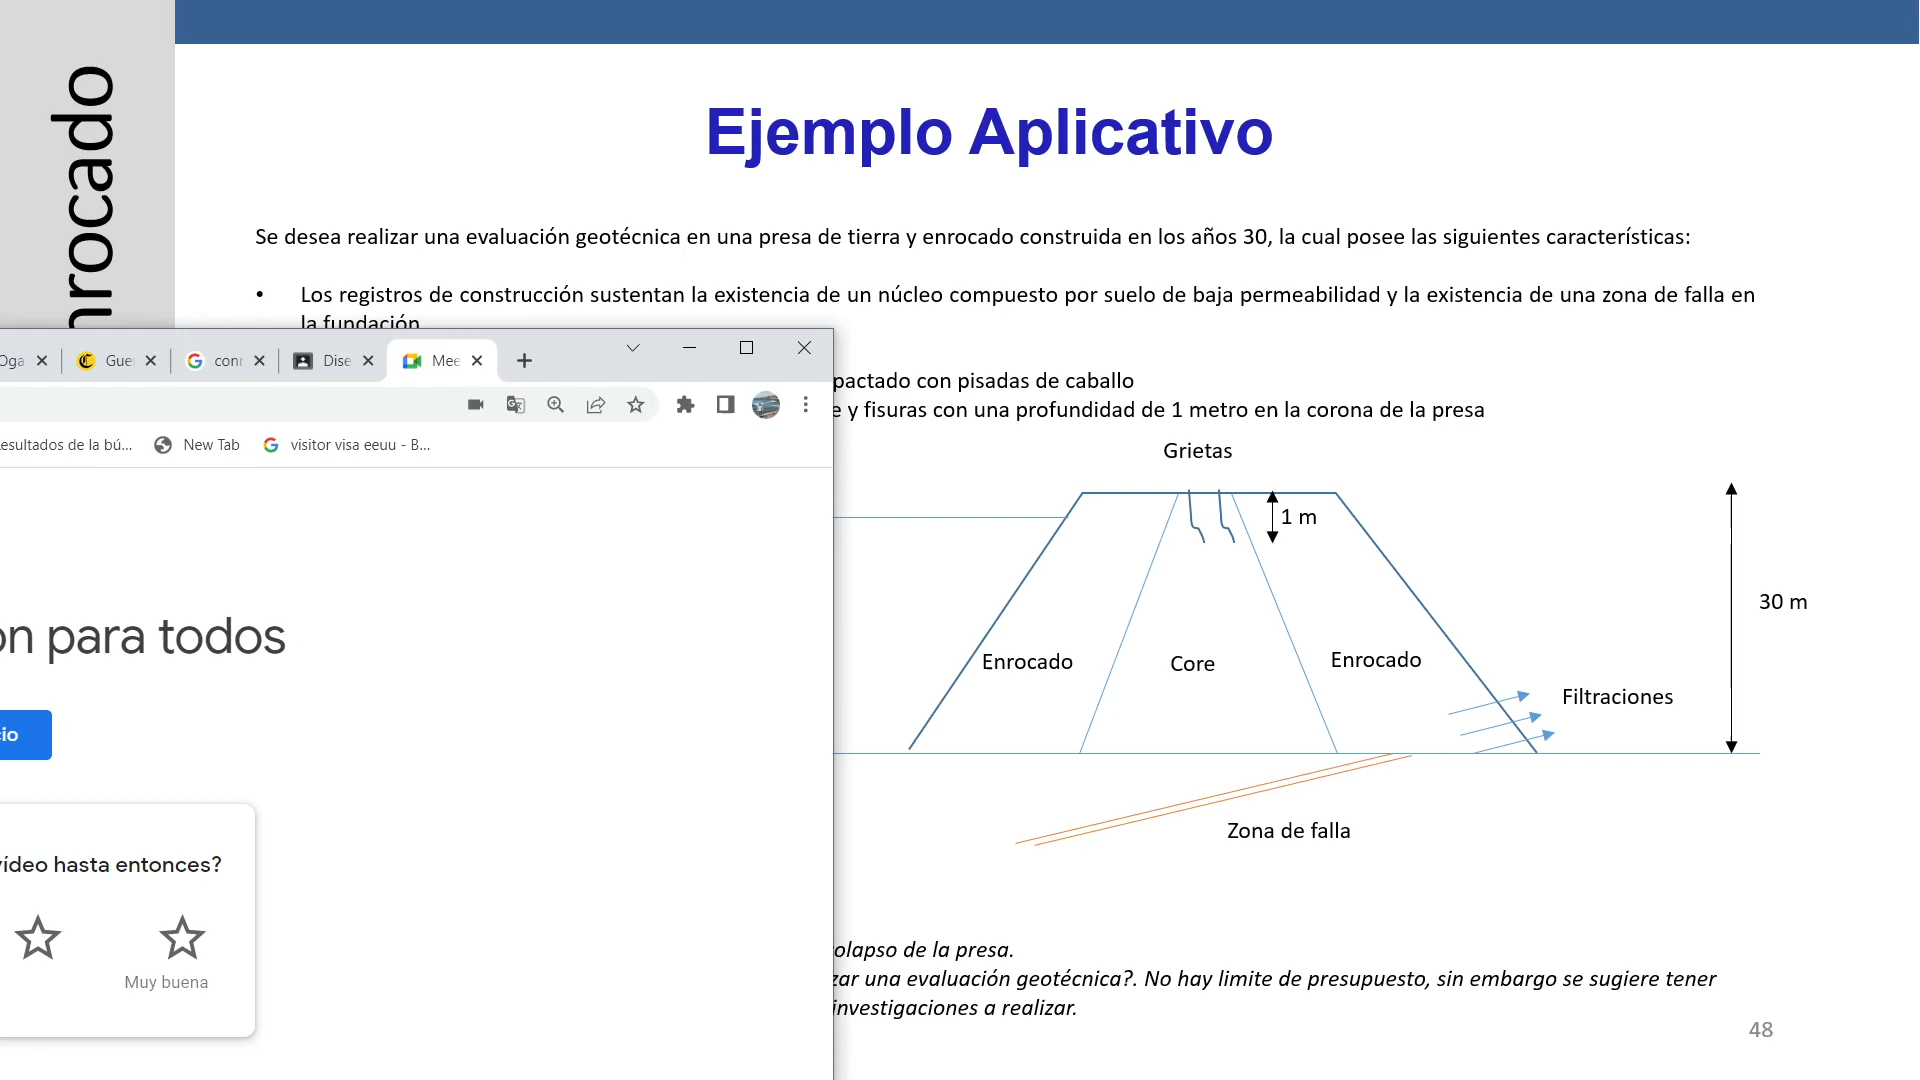 nrocado
Ejemplo Aplicativo
Se desea realizar una evaluación geotécnica en una presa de tierra y enrocado construida en los años 30, la cual posee las siguientes características:
• Los registros de construcción sustentan la existencia de un núcleo compuesto por suelo de baja permeabilidad y la existencia de una zona de falla en
la fundación
Oga
Gue
conr
Dise
Mee
pactado con pisadas de caballo
e y fisuras con una profundidad de 1 metro en la corona de la presa
esultados de la bú...
New Tab
visitor visa eeuu - B...
Grietas
1 m
30 m
on para todos
Enrocado
Core
Enrocado
Filtraciones
cio
Zona de falla
vídeo hasta entonces?
Muy buena
olapso de la presa.
zar una evaluación geotécnica?. No hay limite de presupuesto, sin embargo se sugiere tener
investigaciones a realizar.
48